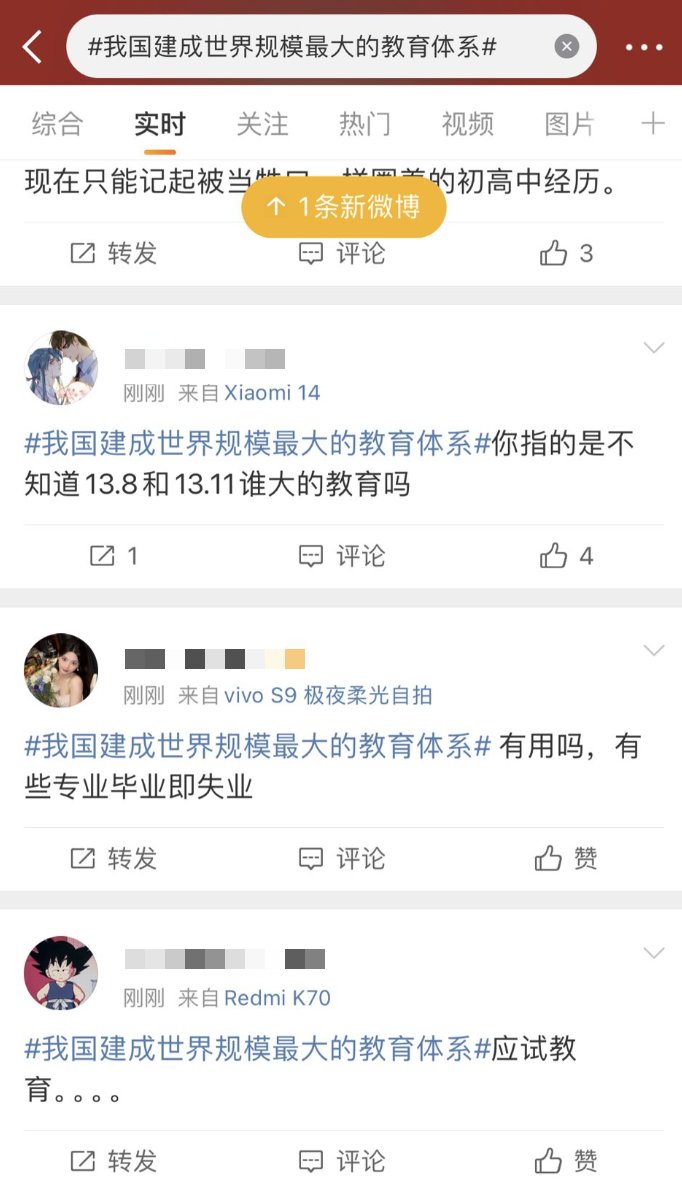 #我国建成世界规模最大的教育体系#
综合 实时 关注 热门 视频 图片
现在只能记起被当牲口一样圈养的初高中经历。
↑ 1条新微博
转发 评论 3
刚刚 来自 Xiaomi 14
#我国建成世界规模最大的教育体系#你指的是不
知道13.8和13.11谁大的教育吗
1 评论 4
刚刚 来自 vivo S9 极夜柔光自拍
#我国建成世界规模最大的教育体系# 有用吗，有
些专业毕业即失业
转发 评论 赞
刚刚 来自 Redmi K70
#我国建成世界规模最大的教育体系#应试教
育。。。。
转发 评论 赞